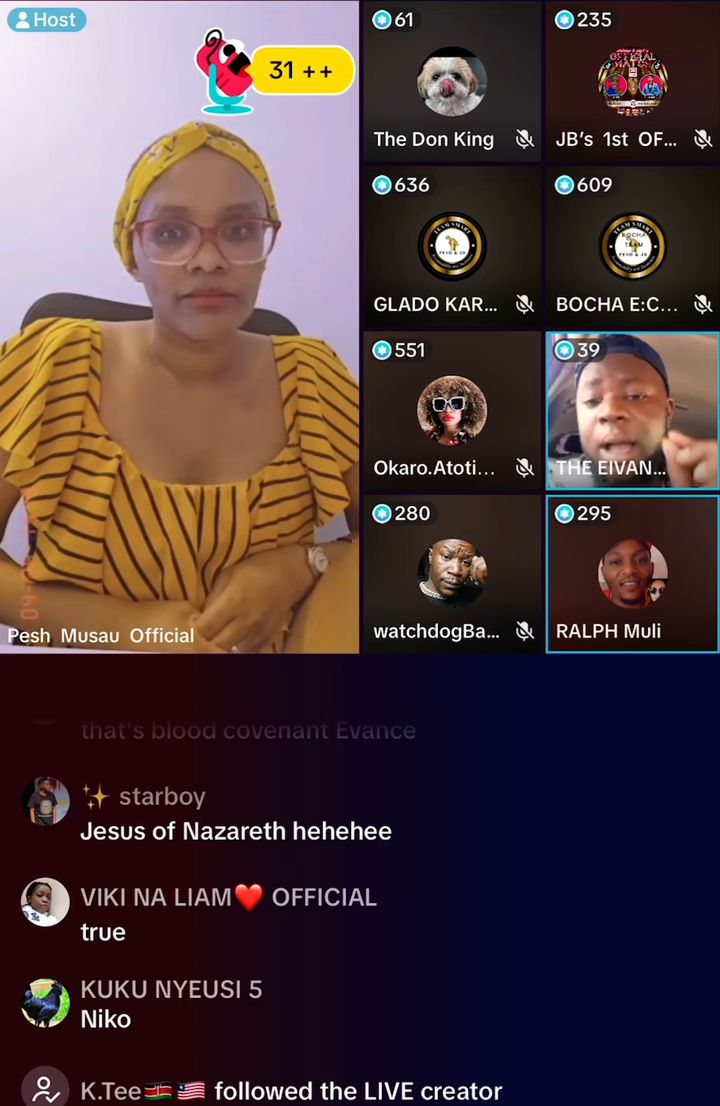 Host
31 ++
Pesh Musau Official
61
The Don King
235
JB's 1st OF...
636
GLADO KAR...
609
BOCHA E:C...
551
Okaro.Atoti...
39
THE EIVAN...
280
watchdogBa...
295
RALPH Muli
that's blood covenant Evance
✨ starboy
Jesus of Nazareth hehehee
VIKI NA LIAM❤️ OFFICIAL
true
KUKU NYEUSI 5
Niko
K.Tee🇰🇪🇱🇷 followed the LIVE creator